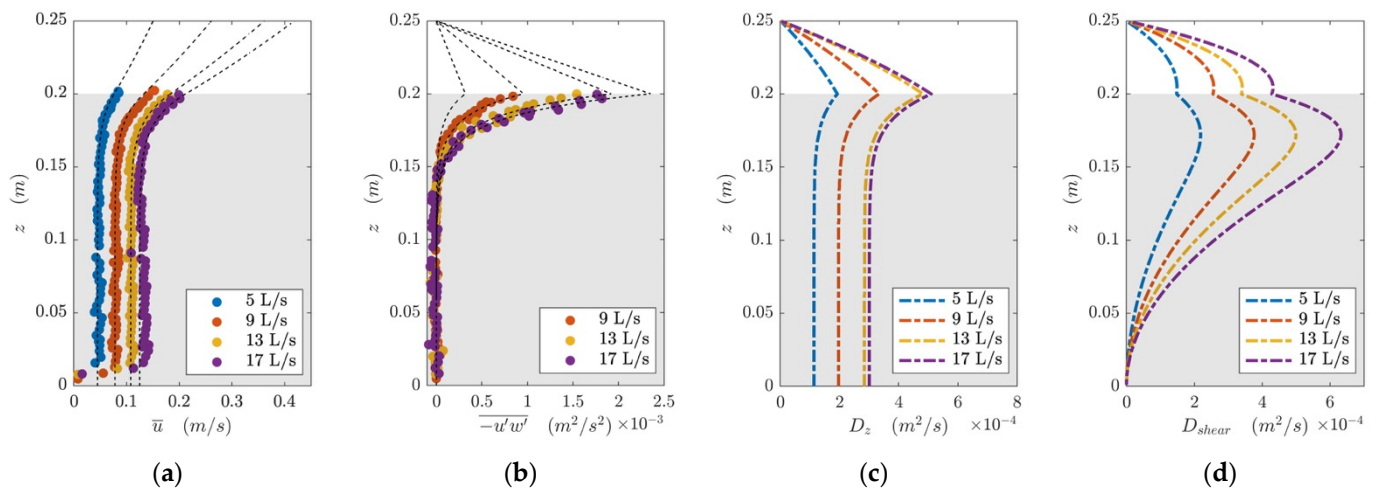 0.25
0.2
0.15
0.1
0.05
0
z (m)
0 0.1 0.2 0.3 0.4
u̅ (m/s)
5 L/s
9 L/s
13 L/s
17 L/s
(a)
0.25
0.2
0.15
0.1
0.05
0
z (m)
0 0.5 1 1.5 2 2.5
−u′w′ (m²/s²) ×10⁻³
9 L/s
13 L/s
17 L/s
(b)
0.25
0.2
0.15
0.1
0.05
0
z (m)
0 2 4 6 8
D_z (m²/s) ×10⁻⁴
5 L/s
9 L/s
13 L/s
17 L/s
(c)
0.25
0.2
0.15
0.1
0.05
0
z (m)
0 2 4 6
D_shear (m²/s) ×10⁻⁴
5 L/s
9 L/s
13 L/s
17 L/s
(d)